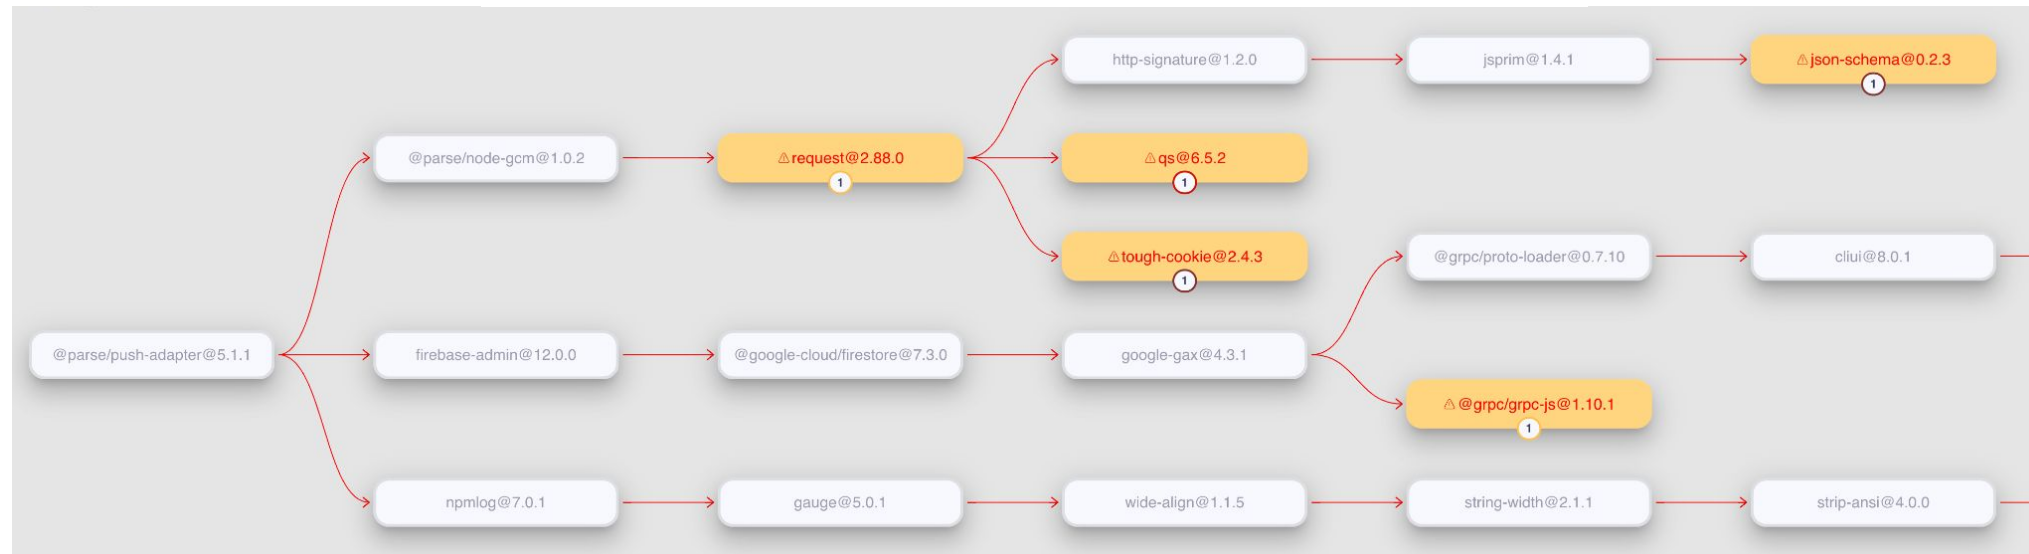 http-signature@1.2.0
jsprim@1.4.1
⚠json-schema@0.2.3
1
@parse/node-gcm@1.0.2
⚠request@2.88.0
1
⚠qs@6.5.2
1
⚠tough-cookie@2.4.3
1
@grpc/proto-loader@0.7.10
cliui@8.0.1
@parse/push-adapter@5.1.1
firebase-admin@12.0.0
@google-cloud/firestore@7.3.0
google-gax@4.3.1
⚠@grpc/grpc-js@1.10.1
1
npmlog@7.0.1
gauge@5.0.1
wide-align@1.1.5
string-width@2.1.1
strip-ansi@4.0.0